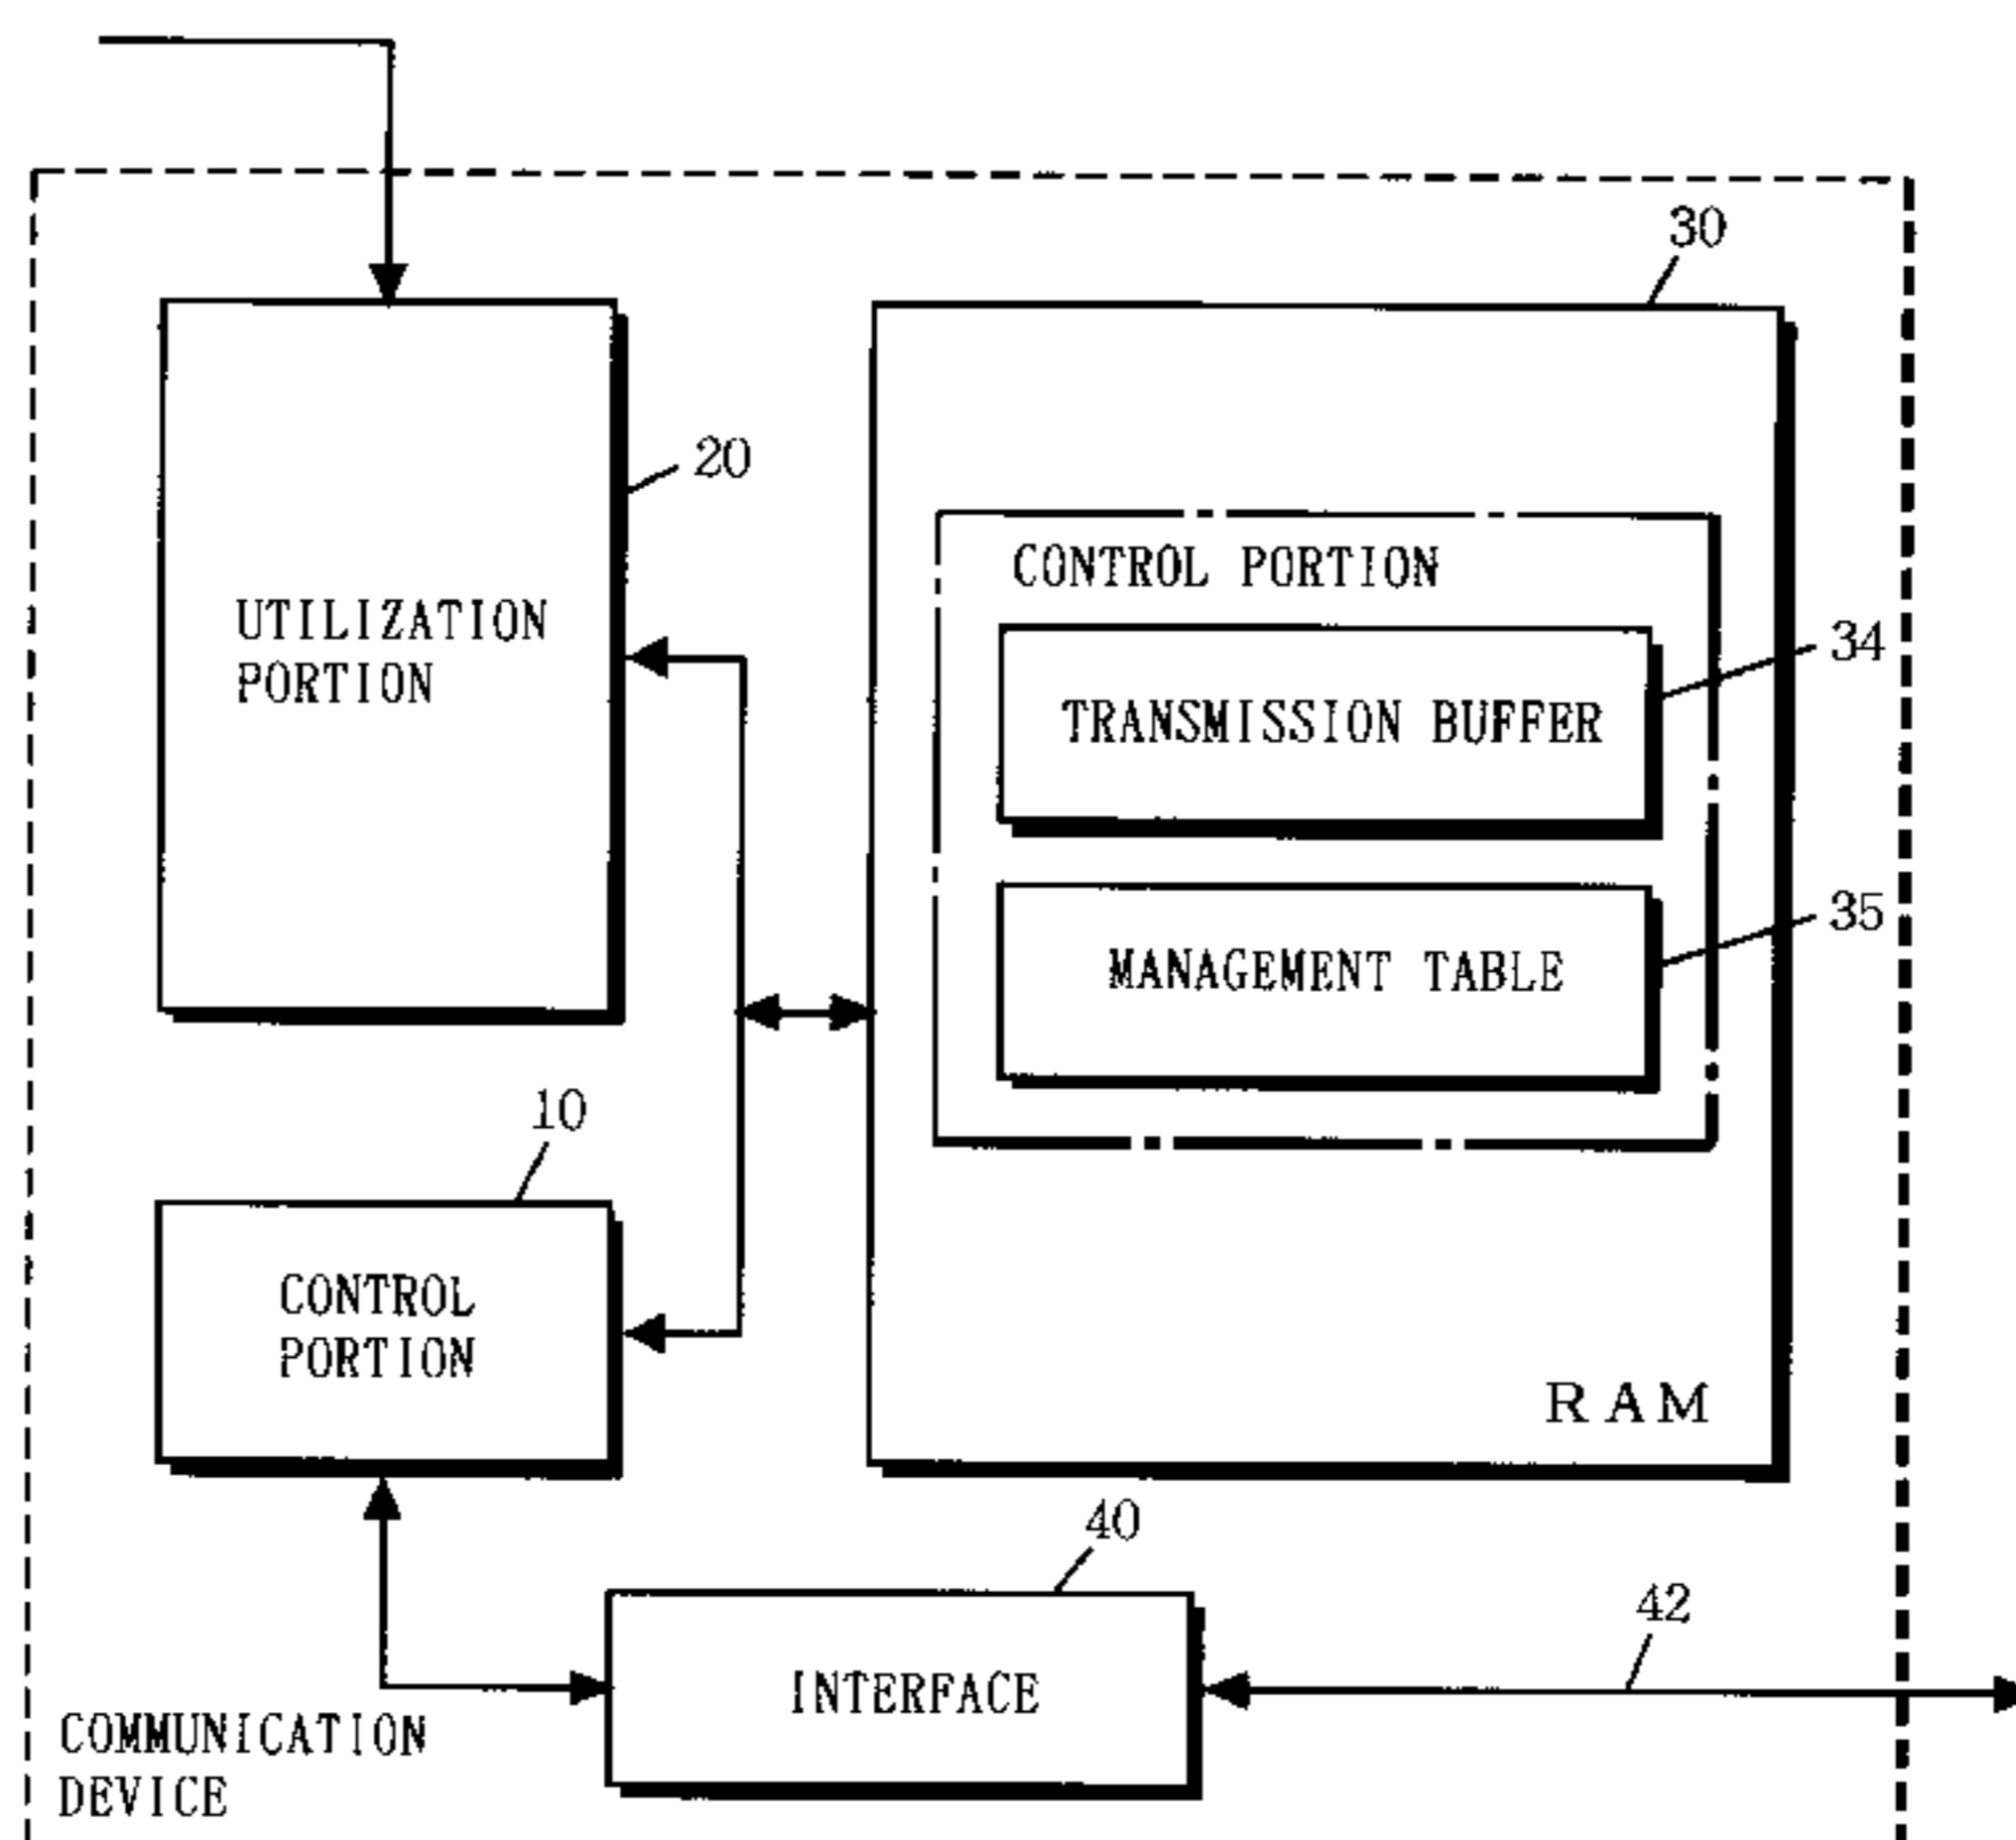 30
20
UTILIZATION
PORTION
CONTROL PORTION
34
TRANSMISSION BUFFER
35
MANAGEMENT TABLE
10
CONTROL
PORTION
RAM
40
42
INTERFACE
COMMUNICATION
DEVICE